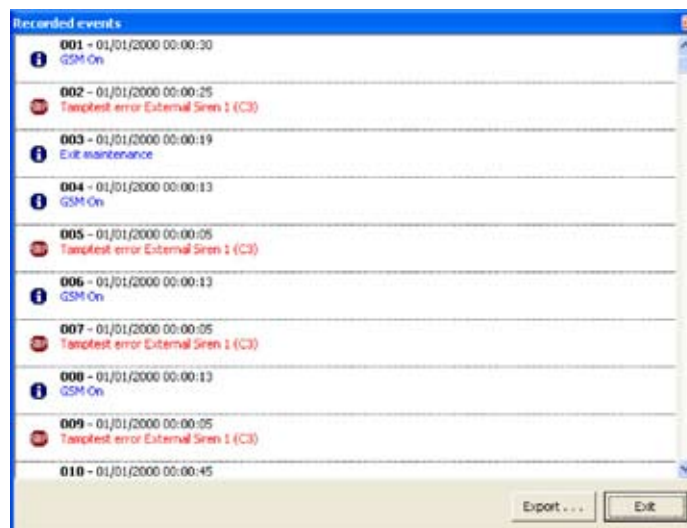 Recorded events
001 - 01/01/2000 00:00:30
GSM On
002 - 01/01/2000 00:00:25
Tamptest error External Siren 1 (C3)
003 - 01/01/2000 00:00:19
Exit maintenance
004 - 01/01/2000 00:00:13
GSM On
005 - 01/01/2000 00:00:05
Tamptest error External Siren 1 (C3)
006 - 01/01/2000 00:00:13
GSM On
007 - 01/01/2000 00:00:05
Tamptest error External Siren 1 (C3)
008 - 01/01/2000 00:00:13
GSM On
009 - 01/01/2000 00:00:05
Tamptest error External Siren 1 (C3)
010 - 01/01/2000 00:00:45
Export . . . Exit